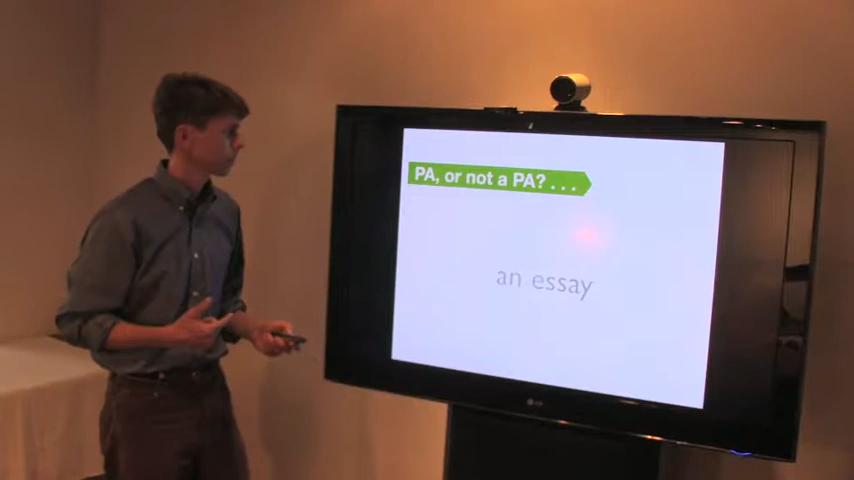 PA, or not a PA? . . .
an essay
LG